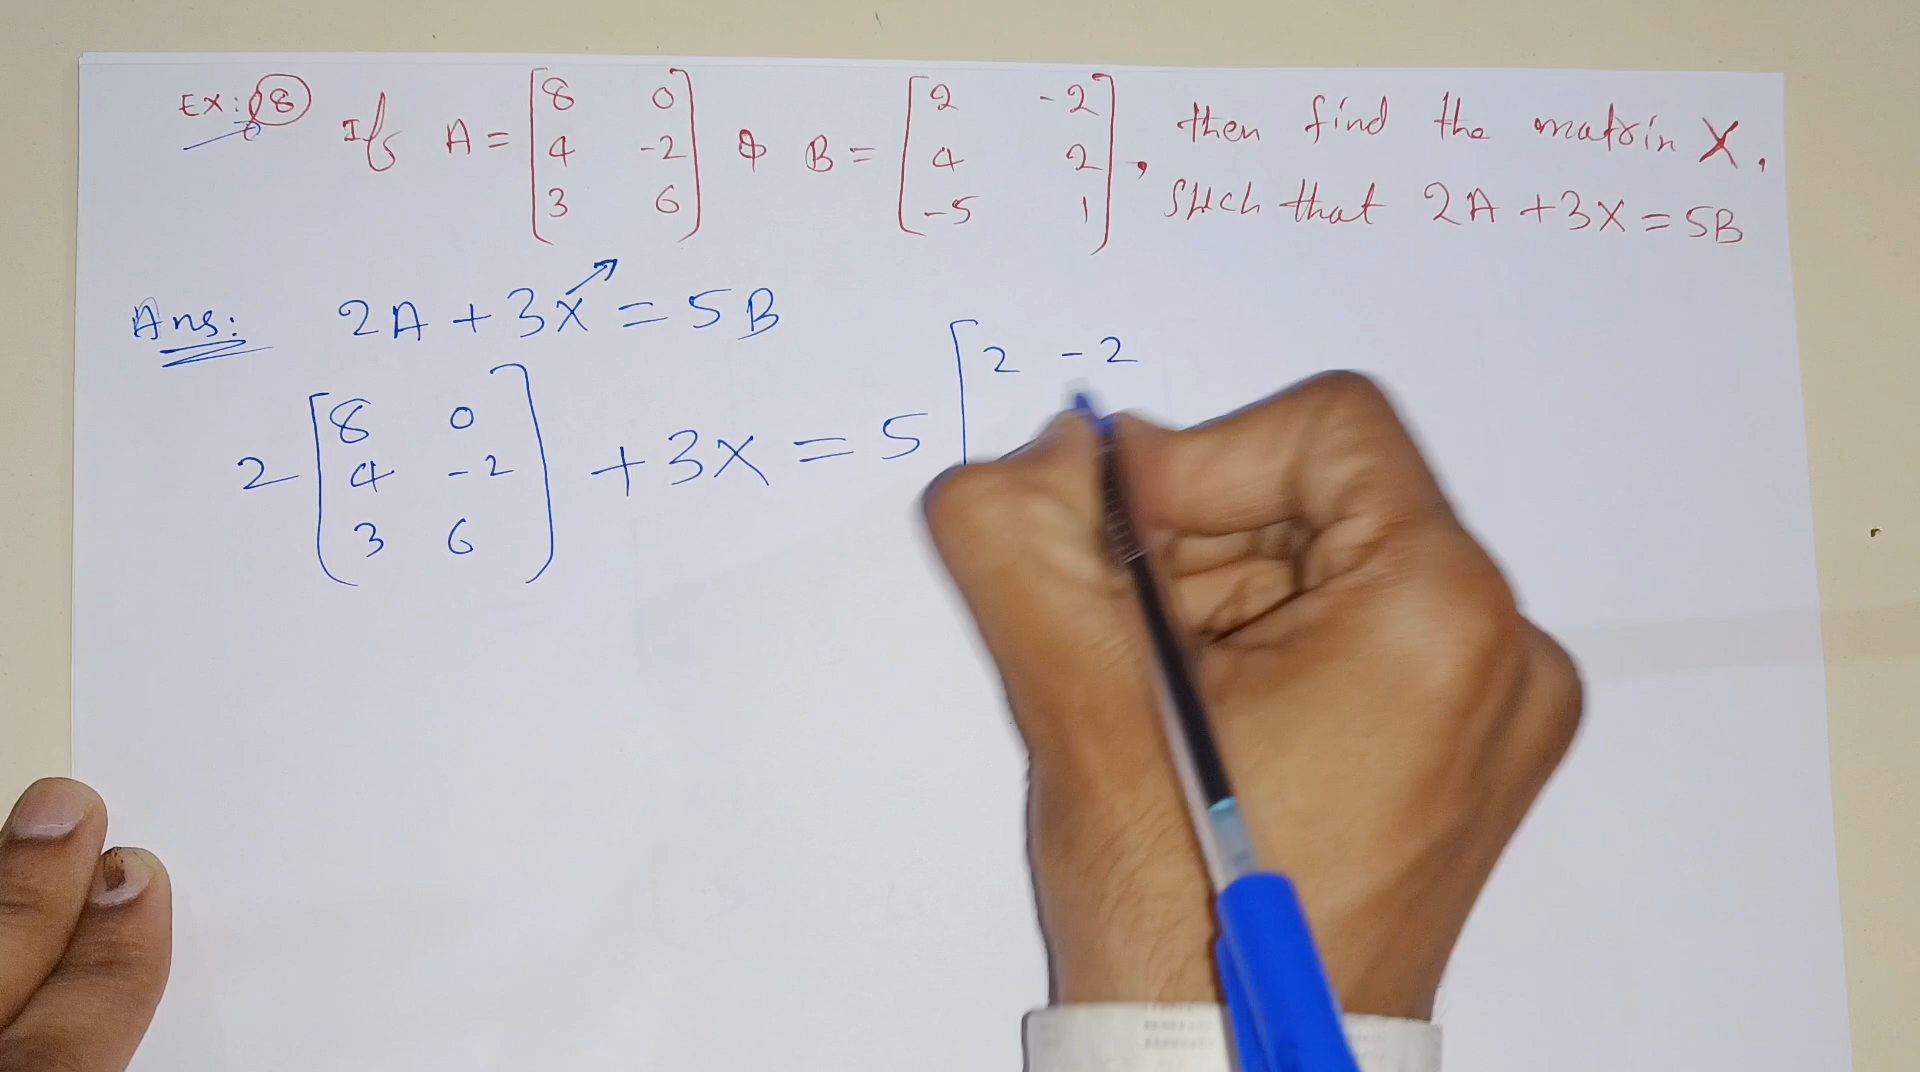 Ex: 8 If A = [8 0 4 -2 3 6] & B = [2 -2 4 2 -5 1], then find the matrix X,
such that 2A + 3X = 5B
Ans: 2A + 3X = 5B
2 [8 0 4 -2 3 6] + 3X = 5 [2 -2